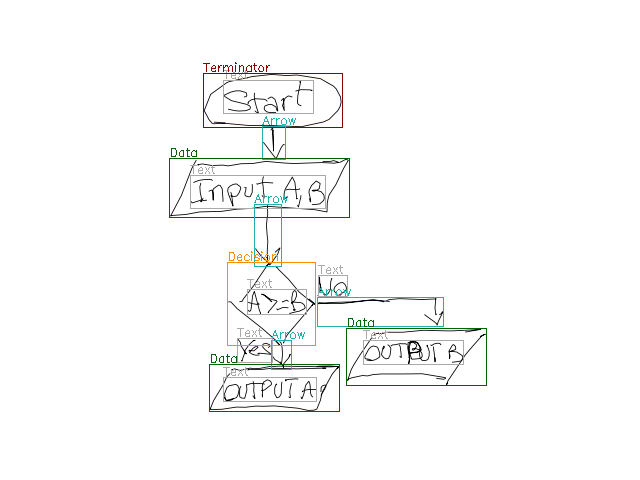 Terminator
Text
Start
Arrow
Data
Text
Input A,B
Arrow
Decision
Text
A>=B
Text
No
Arrow
Text
Yes
Arrow
Data
Text
OUTPUT B
Data
Text
OUTPUT A